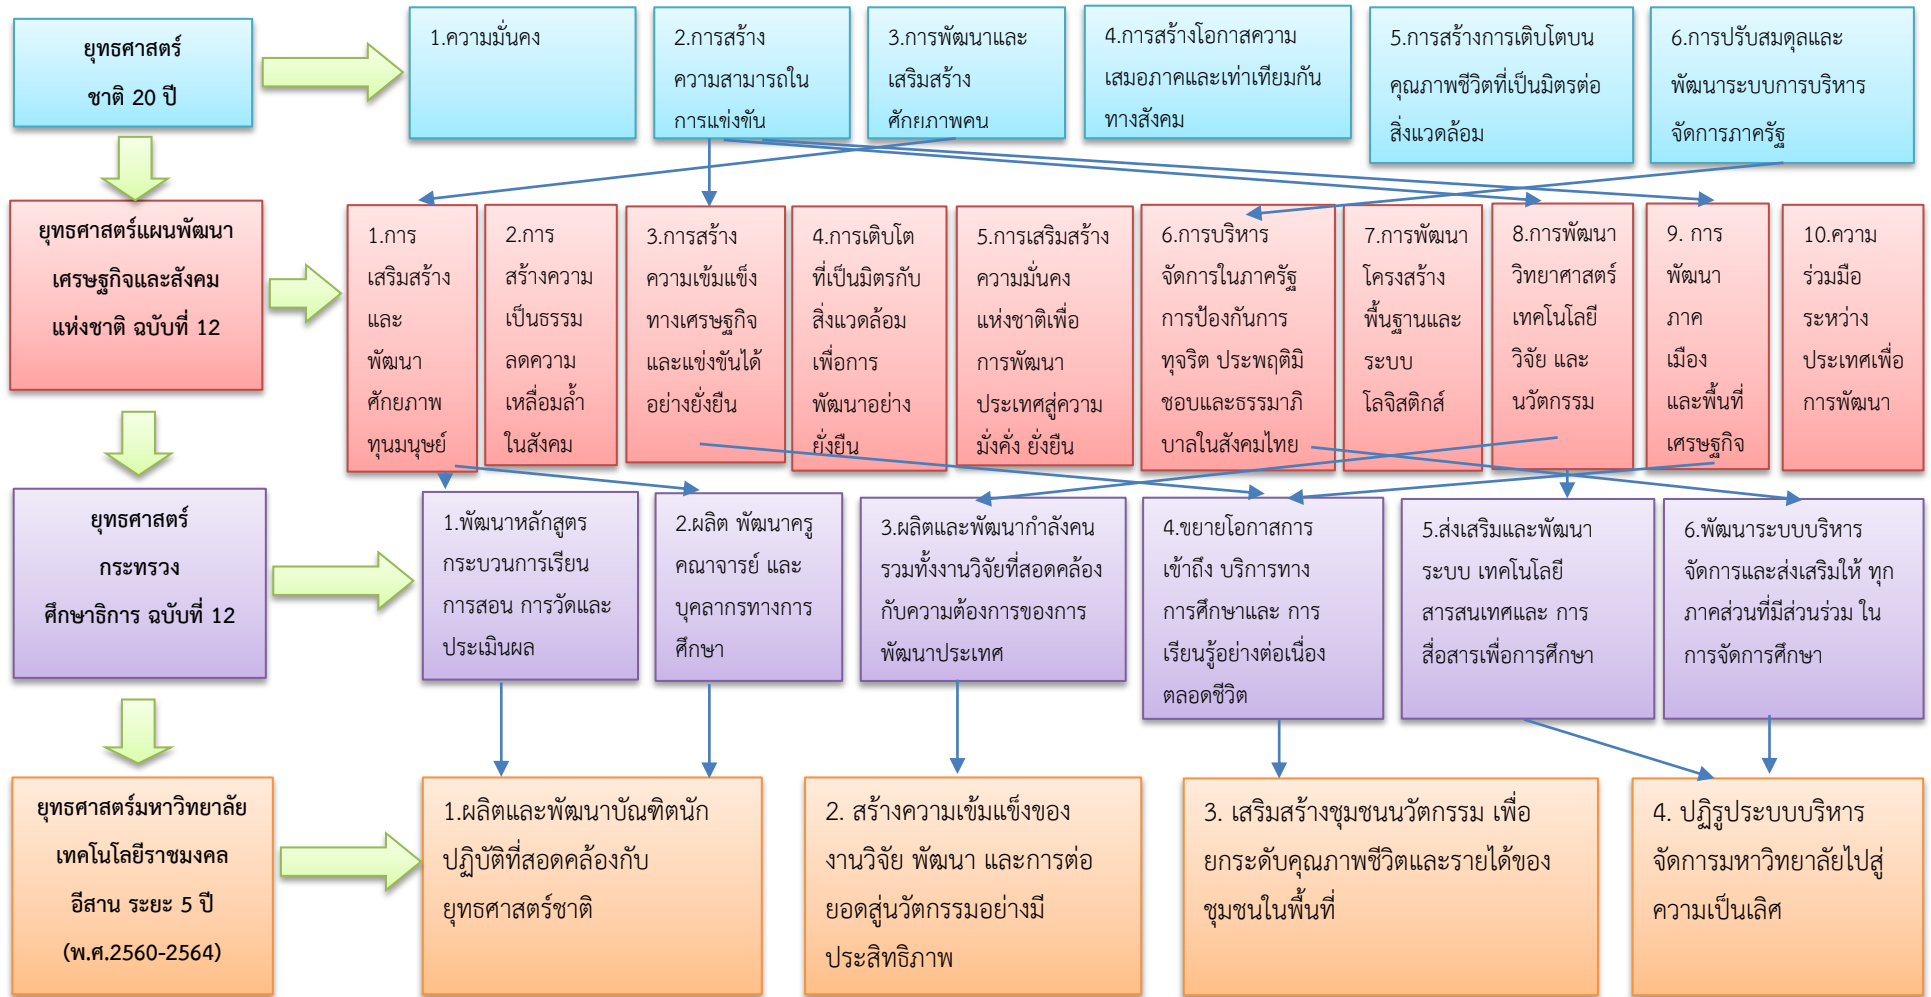 ยุทธศาสตร์
ชาติ 20 ปี
1.ความมั่นคง
2.การสร้าง
ความสามารถใน
การแข่งขัน
3.การพัฒนาและ
เสริมสร้าง
ศักยภาพคน
4.การสร้างโอกาสความ
เสมอภาคและเท่าเทียมกัน
ทางสังคม
5.การสร้างการเติบโตบน
คุณภาพชีวิตที่เป็นมิตรต่อ
สิ่งแวดล้อม
6.การปรับสมดุลและ
พัฒนาระบบการบริหาร
จัดการภาครัฐ
ยุทธศาสตร์แผนพัฒนา
เศรษฐกิจและสังคม
แห่งชาติ ฉบับที่ 12
1.การ
เสริมสร้าง
และ
พัฒนา
ศักยภาพ
ทุนมนุษย์
2.การ
สร้างความ
เป็นธรรม
ลดความ
เหลื่อมล้ำ
ในสังคม
3.การสร้าง
ความเข้มแข็ง
ทางเศรษฐกิจ
และแข่งขันได้
อย่างยั่งยืน
4.การเติบโต
ที่เป็นมิตรกับ
สิ่งแวดล้อม
เพื่อการ
พัฒนาอย่าง
ยั่งยืน
5.การเสริมสร้าง
ความมั่นคง
แห่งชาติเพื่อ
การพัฒนา
ประเทศสู่ความ
มั่งคั่ง ยั่งยืน
6.การบริหาร
จัดการในภาครัฐ
การป้องกันการ
ทุจริต ประพฤติมิ
ชอบและธรรมาภิ
บาลในสังคมไทย
7.การพัฒนา
โครงสร้าง
พื้นฐานและ
ระบบ
โลจิสติกส์
8.การพัฒนา
วิทยาศาสตร์
เทคโนโลยี
วิจัย และ
นวัตกรรม
9. การ
พัฒนา
ภาค
เมือง
และพื้นที่
เศรษฐกิจ
10.ความ
ร่วมมือ
ระหว่าง
ประเทศเพื่อ
การพัฒนา
ยุทธศาสตร์
กระทรวง
ศึกษาธิการ ฉบับที่ 12
1.พัฒนาหลักสูตร
กระบวนการเรียน
การสอน การวัดและ
ประเมินผล
2.ผลิต พัฒนาครู
คณาจารย์ และ
บุคลากรทางการ
ศึกษา
3.ผลิตและพัฒนากำลังคน
รวมทั้งงานวิจัยที่สอดคล้อง
กับความต้องการของการ
พัฒนาประเทศ
4.ขยายโอกาสการ
เข้าถึง บริการทาง
การศึกษาและ การ
เรียนรู้อย่างต่อเนื่อง
ตลอดชีวิต
5.ส่งเสริมและพัฒนา
ระบบ เทคโนโลยี
สารสนเทศและ การ
สื่อสารเพื่อการศึกษา
6.พัฒนาระบบบริหาร
จัดการและส่งเสริมให้ ทุก
ภาคส่วนที่มีส่วนร่วม ใน
การจัดการศึกษา
ยุทธศาสตร์มหาวิทยาลัย
เทคโนโลยีราชมงคล
อีสาน ระยะ 5 ปี
(พ.ศ.2560-2564)
1.ผลิตและพัฒนาบัณฑิตนัก
ปฏิบัติที่สอดคล้องกับ
ยุทธศาสตร์ชาติ
2. สร้างความเข้มแข็งของ
งานวิจัย พัฒนา และการต่อ
ยอดสู่นวัตกรรมอย่างมี
ประสิทธิภาพ
3. เสริมสร้างชุมชนนวัตกรรม เพื่อ
ยกระดับคุณภาพชีวิตและรายได้ของ
ชุมชนในพื้นที่
4. ปฏิรูประบบบริหาร
จัดการมหาวิทยาลัยไปสู่
ความเป็นเลิศ